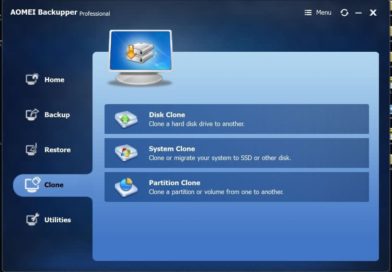 AOMEI Backupper Professional
Menu
Home
Backup
Restore
Clone
Utilities
Disk Clone
Clone a hard disk drive to another.
System Clone
Clone or migrate your system to SSD or other disk.
Partition Clone
Clone a partition or volume from one to another.